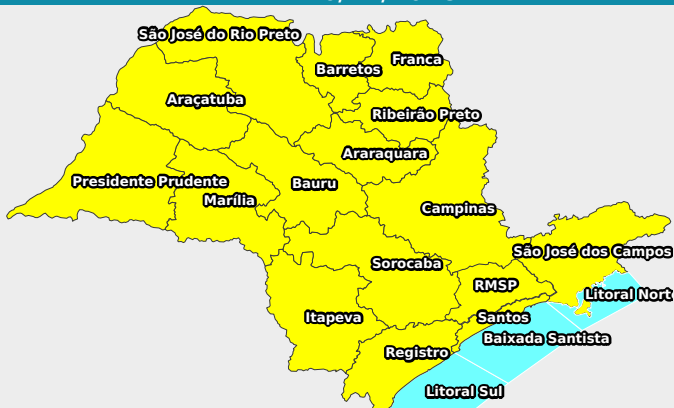 São José do Rio Preto
Franca
Barretos
Araçatuba
Ribeirão Preto
Araraquara
Presidente Prudente
Bauru
Marília
Campinas
São José dos Campos
Sorocaba
RMSP
Litoral Nort
Itapeva
Santos
Baixada Santista
Registro
Litoral Sul